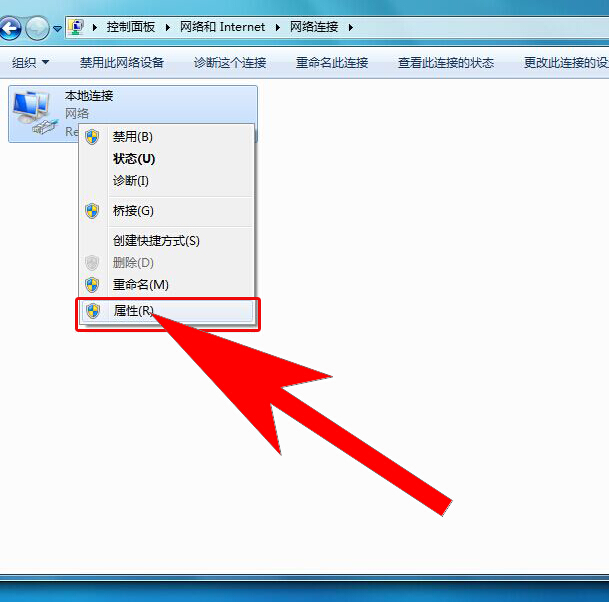 控制面板 网络和 Internet 网络连接
组织 禁用此网络设备 诊断这个连接 重命名此连接 查看此连接的状态 更改此连接的设
本地连接
网络
Re
禁用(B)
状态(U)
诊断(I)
桥接(G)
创建快捷方式(S)
删除(D)
重命名(M)
属性(R)